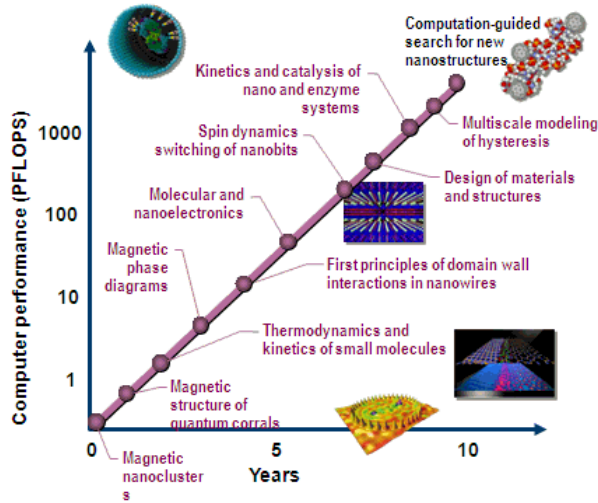 Computation-guided
search for new
nanostructures
Kinetics and catalysis of
nano and enzyme
systems
Multiscale modeling
of hysteresis
Spin dynamics
switching of nanobits
Design of materials
and structures
Molecular and
nanoelectronics
First principles of domain wall
interactions in nanowires
Magnetic
phase
diagrams
Thermodynamics and
kinetics of small molecules
Magnetic
structure of
quantum corrals
Magnetic
nanocluster
s
Computer performance (PFLOPS)
1000
100
10
1
0
5
10
Years